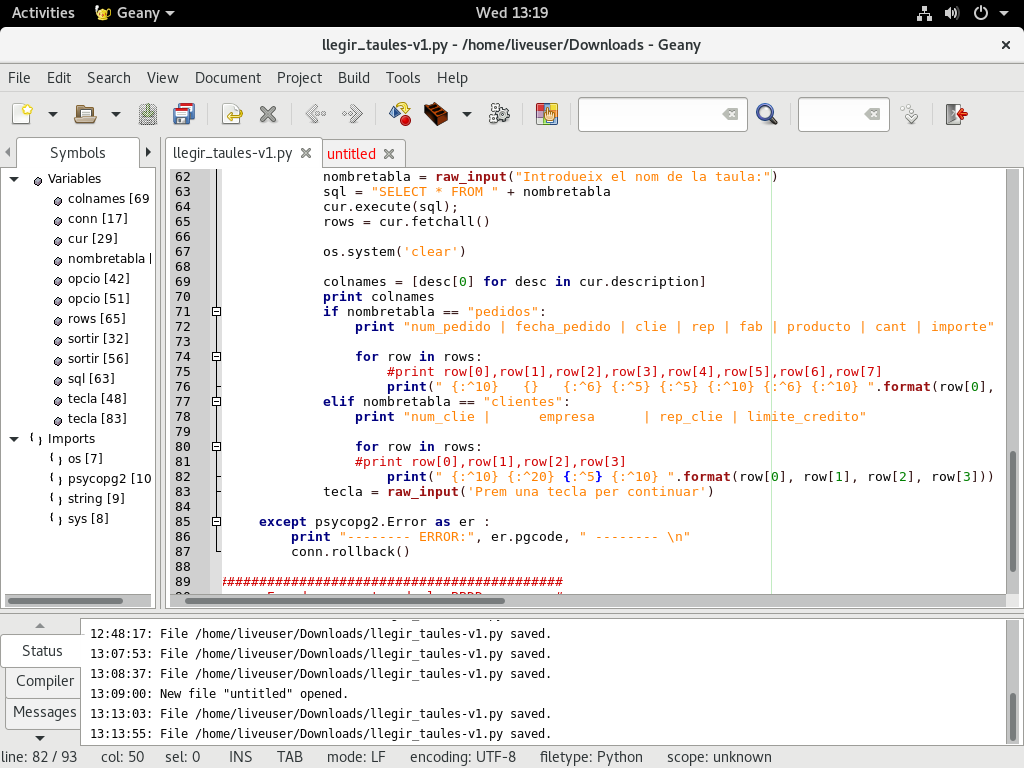 Activities Geany Wed 13:19
llegir_taules-v1.py - /home/liveuser/Downloads - Geany
File Edit Search View Document Project Build Tools Help
Symbols
llegir_taules-v1.py untitled
Variables
colnames [69
conn [17]
cur [29]
nombretabla [
opcio [42]
opcio [51]
rows [65]
sortir [32]
sortir [56]
sql [63]
tecla [48]
tecla [83]
Imports
os [7]
psycopg2 [10
string [9]
sys [8]
62 nombretabla = raw_input("Introdueix el nom de la taula:")
63 sql = "SELECT * FROM " + nombretabla
64 cur.execute(sql);
65 rows = cur.fetchall()
66
67 os.system('clear')
68
69 colnames = [desc[0] for desc in cur.description]
70 print colnames
71 if nombretabla == "pedidos":
72 print "num_pedido | fecha_pedido | clie | rep | fab | producto | cant | importe"
73
74 for row in rows:
75 #print row[0],row[1],row[2],row[3],row[4],row[5],row[6],row[7]
76 print(" {:^10}   {}   {:^6} {:^5} {:^5} {:^10} {:^6} {:^10} ".format(row[0],
77 elif nombretabla == "clientes":
78 print "num_clie |      empresa      | rep_clie | limite_credito"
79
80 for row in rows:
81 #print row[0],row[1],row[2],row[3]
82 print(" {:^10} {:^20} {:^5} {:^10} ".format(row[0], row[1], row[2], row[3]))
83 tecla = raw_input('Prem una tecla per continuar')
84
85 except psycopg2.Error as er :
86 print "-------- ERROR:", er.pgcode, " -------- \n"
87 conn.rollback()
88
89 ###########################################
Status
Compiler
Messages
12:48:17: File /home/liveuser/Downloads/llegir_taules-v1.py saved.
13:07:53: File /home/liveuser/Downloads/llegir_taules-v1.py saved.
13:08:37: File /home/liveuser/Downloads/llegir_taules-v1.py saved.
13:09:00: New file "untitled" opened.
13:13:03: File /home/liveuser/Downloads/llegir_taules-v1.py saved.
13:13:55: File /home/liveuser/Downloads/llegir_taules-v1.py saved.
line: 82 / 93 col: 50 sel: 0 INS TAB mode: LF encoding: UTF-8 filetype: Python scope: unknown